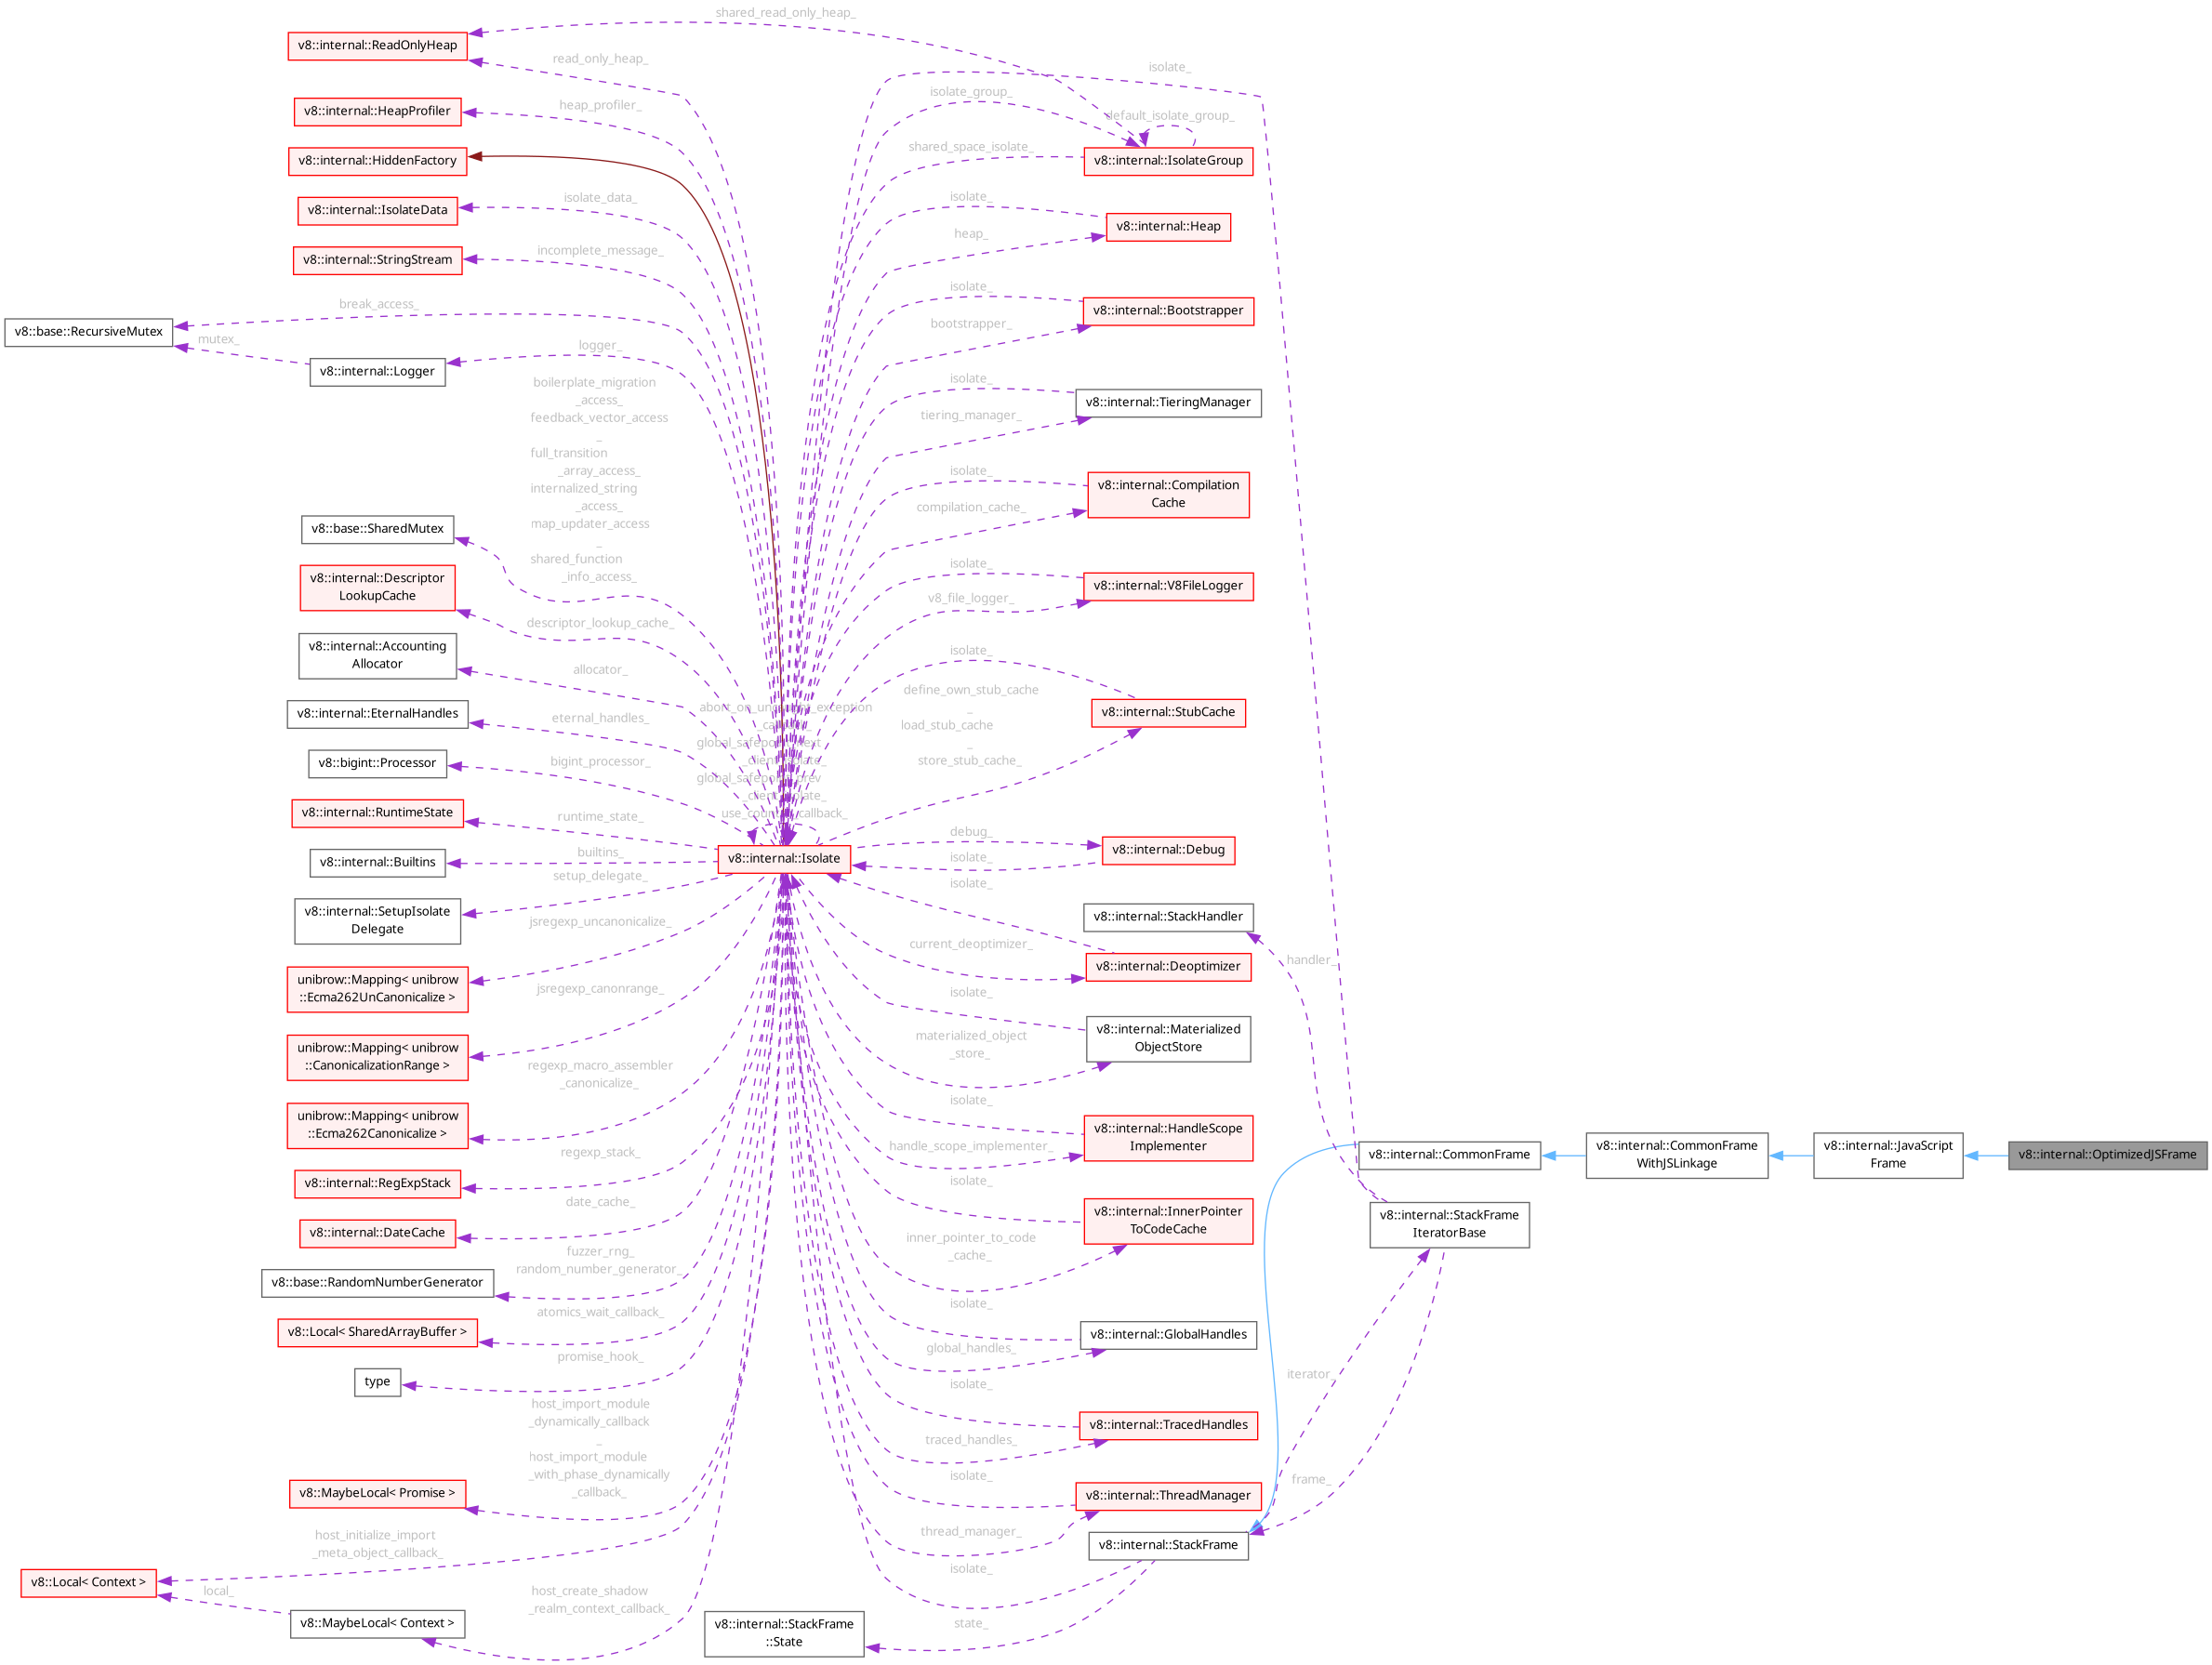 shared_read_only_heap_
v8::internal::ReadOnlyHeap
read_only_heap_
isolate_
v8::internal::HeapProfiler
heap_profiler_
isolate_group_
default_isolate_group_
v8::internal::HiddenFactory
shared_space_isolate_
v8::internal::IsolateGroup
v8::internal::IsolateData
isolate_data_
isolate_
v8::internal::Heap
heap_
v8::internal::StringStream
incomplete_message_
isolate_
v8::internal::Bootstrapper
bootstrapper_
break_access_
v8::base::RecursiveMutex
mutex_
v8::internal::Logger
logger_
isolate_
v8::internal::TieringManager
tiering_manager_
boilerplate_migration
_access_
feedback_vector_access
_
full_transition
_array_access_
internalized_string
_access_
map_updater_access
_
shared_function
_info_access_
isolate_
v8::internal::Compilation
Cache
compilation_cache_
v8::base::SharedMutex
v8::internal::Descriptor
LookupCache
descriptor_lookup_cache_
isolate_
v8::internal::V8FileLogger
v8_file_logger_
v8::internal::Accounting
Allocator
allocator_
isolate_
v8::internal::StubCache
define_own_stub_cache
_
load_stub_cache
_
store_stub_cache_
v8::internal::EternalHandles
eternal_handles_
v8::bigint::Processor
bigint_processor_
_client_isolate_
_client_isolate_
v8::internal::RuntimeState
runtime_state_
v8::internal::Builtins
builtins_
v8::internal::Isolate
debug_
v8::internal::Debug
isolate_
setup_delegate_
v8::internal::SetupIsolate
Delegate
isolate_
v8::internal::StackHandler
handler_
jsregexp_uncanonicalize_
current_deoptimizer_
v8::internal::Deoptimizer
unibrow::Mapping< unibrow
::Ecma262UnCanonicalize >
jsregexp_canonrange_
isolate_
v8::internal::Materialized
ObjectStore
materialized_object
_store_
unibrow::Mapping< unibrow
::CanonicalizationRange >
regexp_macro_assembler
_canonicalize_
isolate_
unibrow::Mapping< unibrow
::Ecma262Canonicalize >
v8::internal::HandleScope
Implementer
handle_scope_implementer_
v8::internal::CommonFrame
v8::internal::CommonFrame
WithJSLinkage
v8::internal::JavaScript
Frame
v8::internal::OptimizedJSFrame
regexp_stack_
v8::internal::RegExpStack
isolate_
v8::internal::InnerPointer
ToCodeCache
inner_pointer_to_code
_cache_
v8::internal::StackFrame
IteratorBase
date_cache_
v8::internal::DateCache
fuzzer_rng_
random_number_generator_
v8::base::RandomNumberGenerator
isolate_
v8::internal::GlobalHandles
global_handles_
atomics_wait_callback_
v8::Local< SharedArrayBuffer >
promise_hook_
type
isolate_
iterator_
v8::internal::TracedHandles
traced_handles_
host_import_module
_dynamically_callback
_
host_import_module
_with_phase_dynamically
_callback_
v8::MaybeLocal< Promise >
isolate_
v8::internal::ThreadManager
frame_
thread_manager_
v8::internal::StackFrame
isolate_
host_initialize_import
_meta_object_callback_
v8::Local< Context >
local_
v8::MaybeLocal< Context >
host_create_shadow
_realm_context_callback_
v8::internal::StackFrame
::State
state_